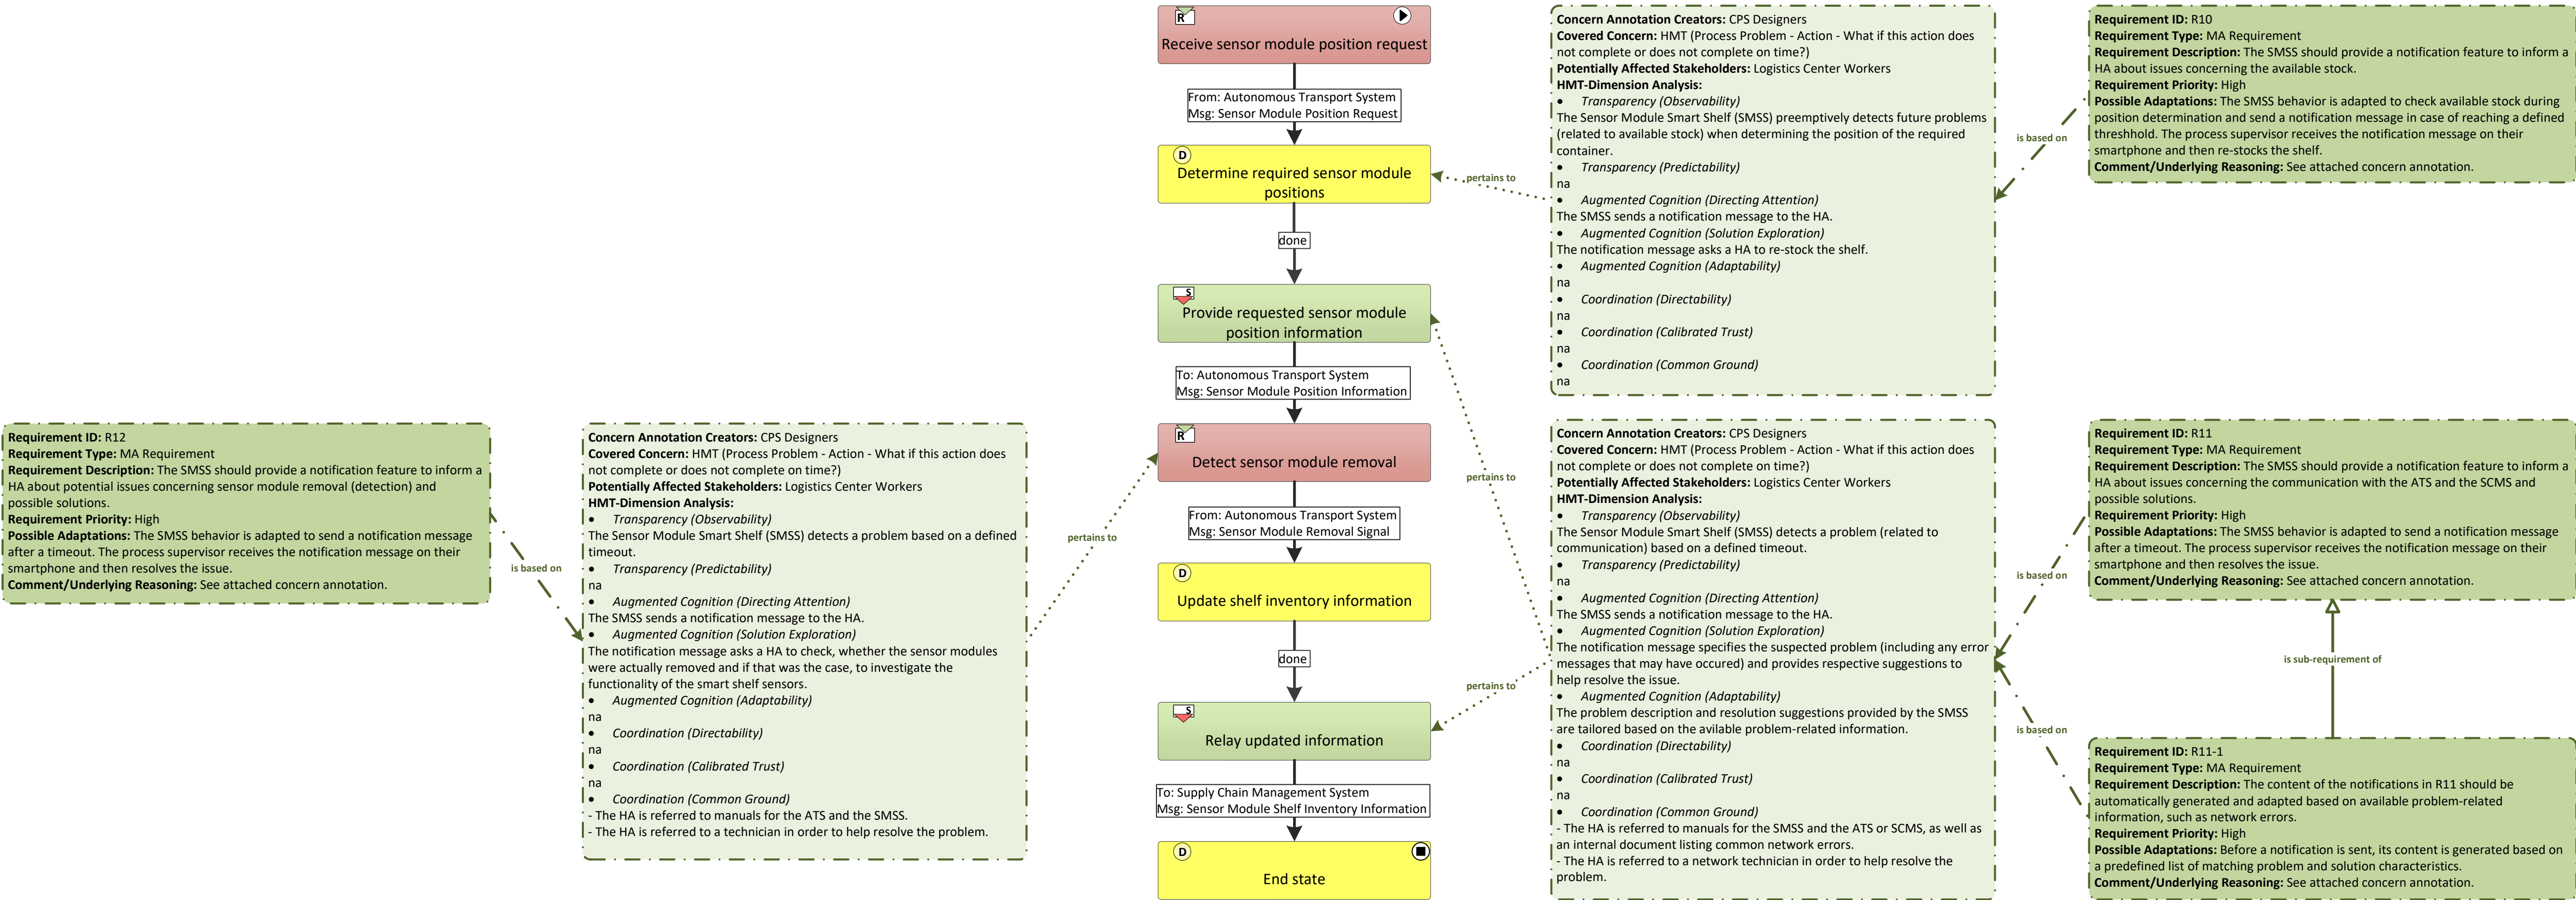 R
Receive sensor module position request
From: Autonomous Transport System
Msg: Sensor Module Position Request
D
Determine required sensor module
positions
done
S
Provide requested sensor module
position information
To: Autonomous Transport System
Msg: Sensor Module Position Information
R
Detect sensor module removal
From: Autonomous Transport System
Msg: Sensor Module Removal Signal
D
Update shelf inventory information
done
S
Relay updated information
To: Supply Chain Management System
Msg: Sensor Module Shelf Inventory Information
D
End state
Concern Annotation Creators: CPS Designers
Covered Concern: HMT (Process Problem - Action - What if this action does
not complete or does not complete on time?)
Potentially Affected Stakeholders: Logistics Center Workers
HMT-Dimension Analysis:
• Transparency (Observability)
The Sensor Module Smart Shelf (SMSS) preemptively detects future problems
(related to available stock) when determining the position of the required
container.
• Transparency (Predictability)
na
• Augmented Cognition (Directing Attention)
The SMSS sends a notification message to the HA.
• Augmented Cognition (Solution Exploration)
The notification message asks a HA to re-stock the shelf.
• Augmented Cognition (Adaptability)
na
• Coordination (Directability)
na
• Coordination (Calibrated Trust)
na
• Coordination (Common Ground)
na
pertains to
Requirement ID: R10
Requirement Type: MA Requirement
Requirement Description: The SMSS should provide a notification feature to inform a
HA about issues concerning the available stock.
Requirement Priority: High
Possible Adaptations: The SMSS behavior is adapted to check available stock during
position determination and send a notification message in case of reaching a defined
threshhold. The process supervisor receives the notification message on their
smartphone and then re-stocks the shelf.
Comment/Underlying Reasoning: See attached concern annotation.
is based on
Requirement ID: R12
Requirement Type: MA Requirement
Requirement Description: The SMSS should provide a notification feature to inform a
HA about potential issues concerning sensor module removal (detection) and
possible solutions.
Requirement Priority: High
Possible Adaptations: The SMSS behavior is adapted to send a notification message
after a timeout. The process supervisor receives the notification message on their
smartphone and then resolves the issue.
Comment/Underlying Reasoning: See attached concern annotation.
is based on
Concern Annotation Creators: CPS Designers
Covered Concern: HMT (Process Problem - Action - What if this action does
not complete or does not complete on time?)
Potentially Affected Stakeholders: Logistics Center Workers
HMT-Dimension Analysis:
• Transparency (Observability)
The Sensor Module Smart Shelf (SMSS) detects a problem based on a defined
timeout.
• Transparency (Predictability)
na
• Augmented Cognition (Directing Attention)
The SMSS sends a notification message to the HA.
• Augmented Cognition (Solution Exploration)
The notification message asks a HA to check, whether the sensor modules
were actually removed and if that was the case, to investigate the
functionality of the smart shelf sensors.
• Augmented Cognition (Adaptability)
na
• Coordination (Directability)
na
• Coordination (Calibrated Trust)
na
• Coordination (Common Ground)
- The HA is referred to manuals for the ATS and the SMSS.
- The HA is referred to a technician in order to help resolve the problem.
pertains to
pertains to
pertains to
Concern Annotation Creators: CPS Designers
Covered Concern: HMT (Process Problem - Action - What if this action does
not complete or does not complete on time?)
Potentially Affected Stakeholders: Logistics Center Workers
HMT-Dimension Analysis:
• Transparency (Observability)
The Sensor Module Smart Shelf (SMSS) detects a problem (related to
communication) based on a defined timeout.
• Transparency (Predictability)
na
• Augmented Cognition (Directing Attention)
The SMSS sends a notification message to the HA.
• Augmented Cognition (Solution Exploration)
The notification message specifies the suspected problem (including any error
messages that may have occured) and provides respective suggestions to
help resolve the issue.
• Augmented Cognition (Adaptability)
The problem description and resolution suggestions provided by the SMSS
are tailored based on the avilable problem-related information.
• Coordination (Directability)
na
• Coordination (Calibrated Trust)
na
• Coordination (Common Ground)
- The HA is referred to manuals for the SMSS and the ATS or SCMS, as well as
an internal document listing common network errors.
- The HA is referred to a network technician in order to help resolve the
problem.
Requirement ID: R11
Requirement Type: MA Requirement
Requirement Description: The SMSS should provide a notification feature to inform a
HA about issues concerning the communication with the ATS and the SCMS and
possible solutions.
Requirement Priority: High
Possible Adaptations: The SMSS behavior is adapted to send a notification message
after a timeout. The process supervisor receives the notification message on their
smartphone and then resolves the issue.
Comment/Underlying Reasoning: See attached concern annotation.
is based on
is sub-requirement of
is based on
Requirement ID: R11-1
Requirement Type: MA Requirement
Requirement Description: The content of the notifications in R11 should be
automatically generated and adapted based on available problem-related
information, such as network errors.
Requirement Priority: High
Possible Adaptations: Before a notification is sent, its content is generated based on
a predefined list of matching problem and solution characteristics.
Comment/Underlying Reasoning: See attached concern annotation.